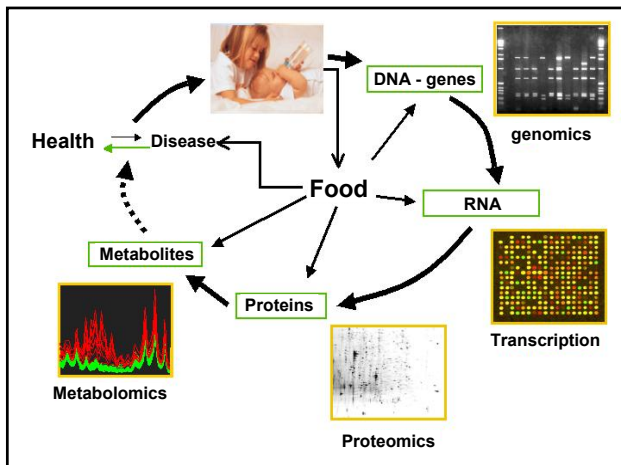 DNA - genes
genomics
Health
Disease
Food
RNA
Metabolites
Proteins
Transcription
Metabolomics
Proteomics